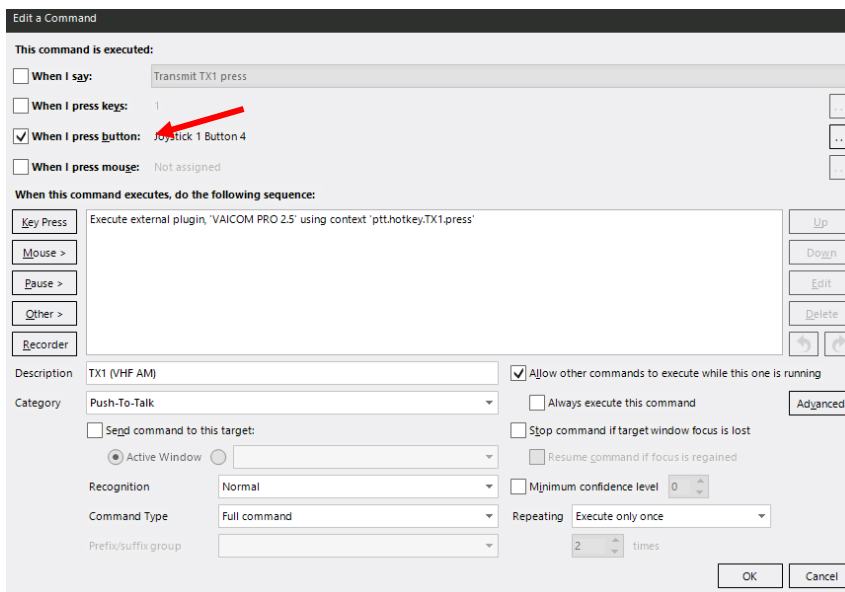 Edit a Command
This command is executed:
When I say: Transmit TX1 press
When I press keys: 1
When I press button: Joystick 1 Button 4
When I press mouse: Not assigned
When this command executes, do the following sequence:
Key Press
Execute external plugin, 'VAICOM PRO 2.5' using context 'ptt.hotkey.TX1.press'
Up
Mouse >
Down
Pause >
Edit
Other >
Delete
Recorder
Description TX1 (VHF AM)
Allow other commands to execute while this one is running
Category Push-To-Talk
Always execute this command
Advanced
Send command to this target:
Stop command if target window focus is lost
Active Window
Resume command if focus is regained
Recognition Normal
Minimum confidence level 0
Command Type Full command
Repeating Execute only once
Prefix/suffix group
2 times
OK Cancel